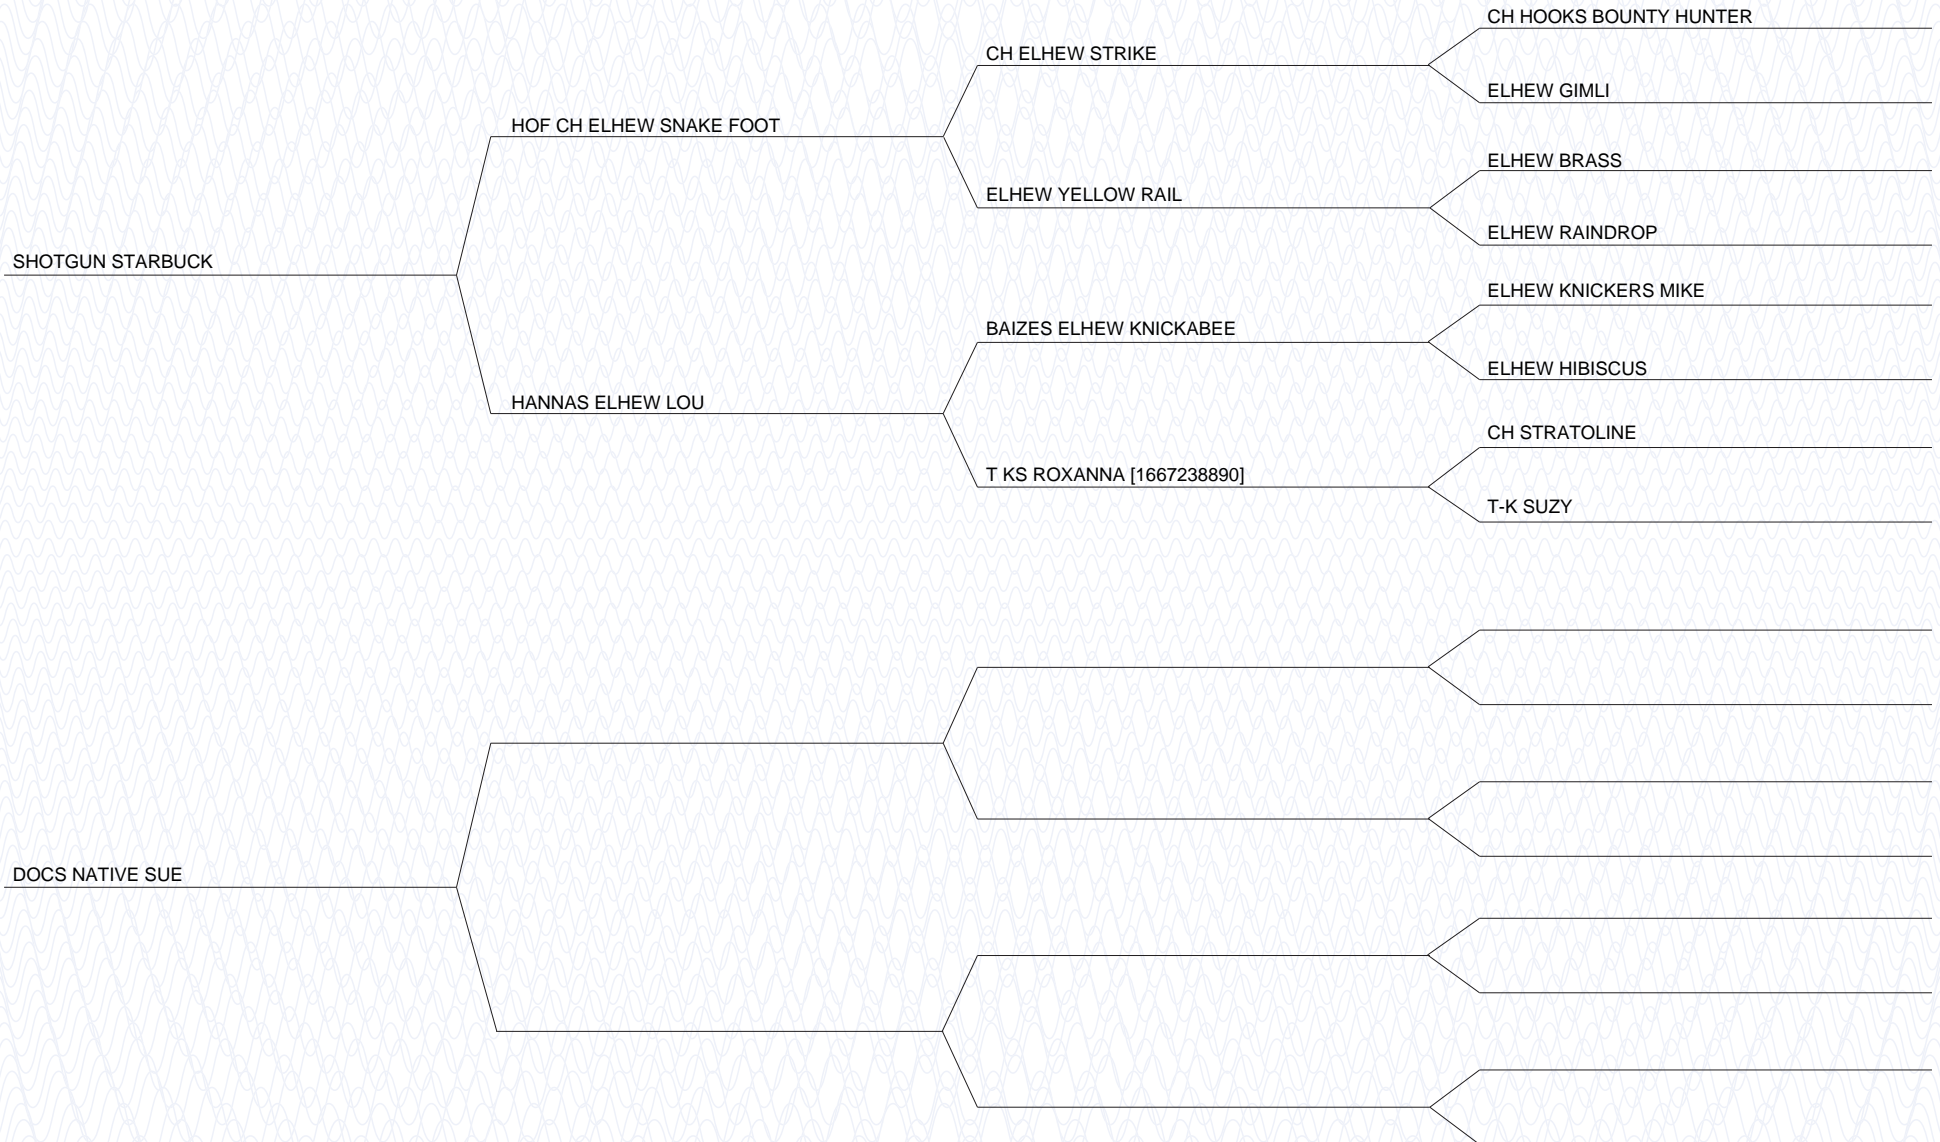 CH HOOKS BOUNTY HUNTER
CH ELHEW STRIKE
ELHEW GIMLI
HOF CH ELHEW SNAKE FOOT
ELHEW BRASS
ELHEW YELLOW RAIL
ELHEW RAINDROP
SHOTGUN STARBUCK
ELHEW KNICKERS MIKE
BAIZES ELHEW KNICKABEE
ELHEW HIBISCUS
HANNAS ELHEW LOU
CH STRATOLINE
T KS ROXANNA [1667238890]
T-K SUZY
DOCS NATIVE SUE